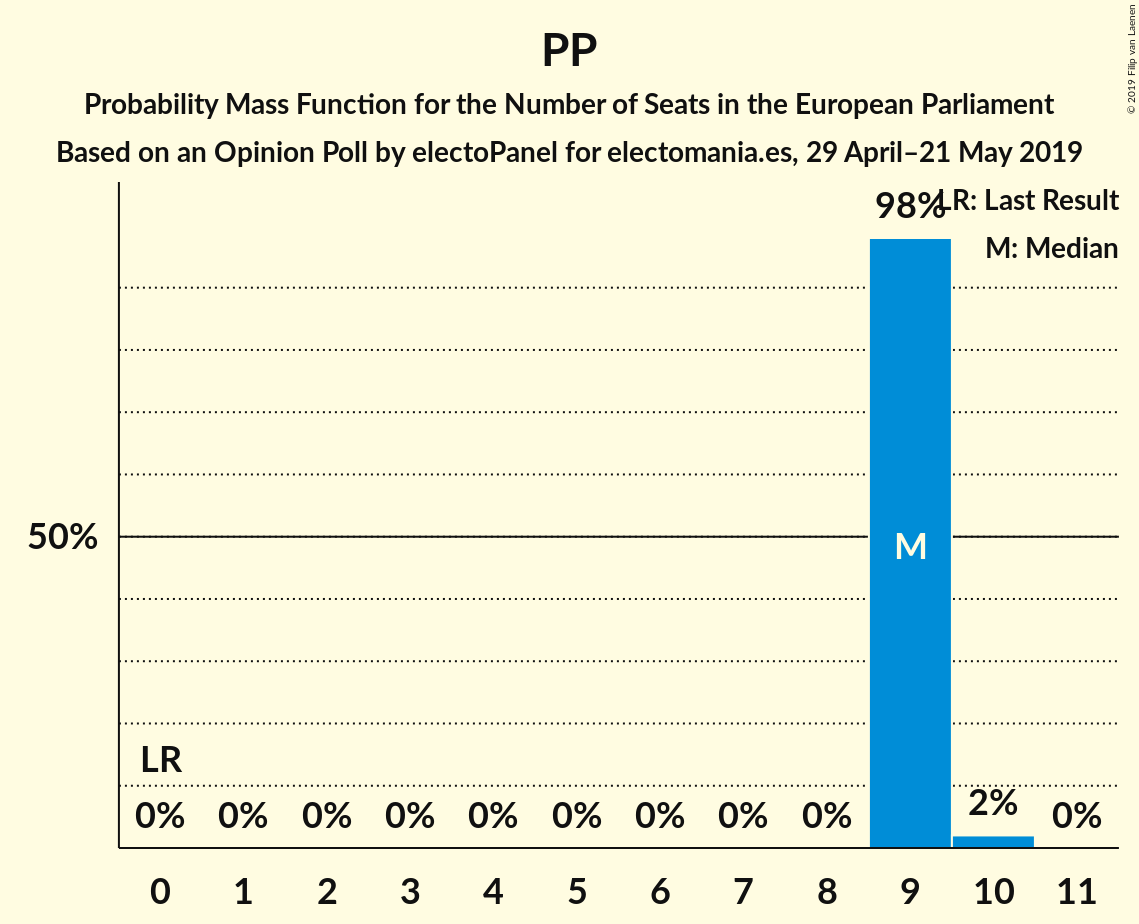 PP
Probability Mass Function for the Number of Seats in the European Parliament
Based on an Opinion Poll by electoPanel for electomania.es, 29 April–21 May 2019
© 2019 Filip van Laenen
98%
LR: Last Result
M: Median
50%
M
LR
0% 0% 0% 0% 0% 0% 0% 0% 0% 2% 0%
0 1 2 3 4 5 6 7 8 9 10 11